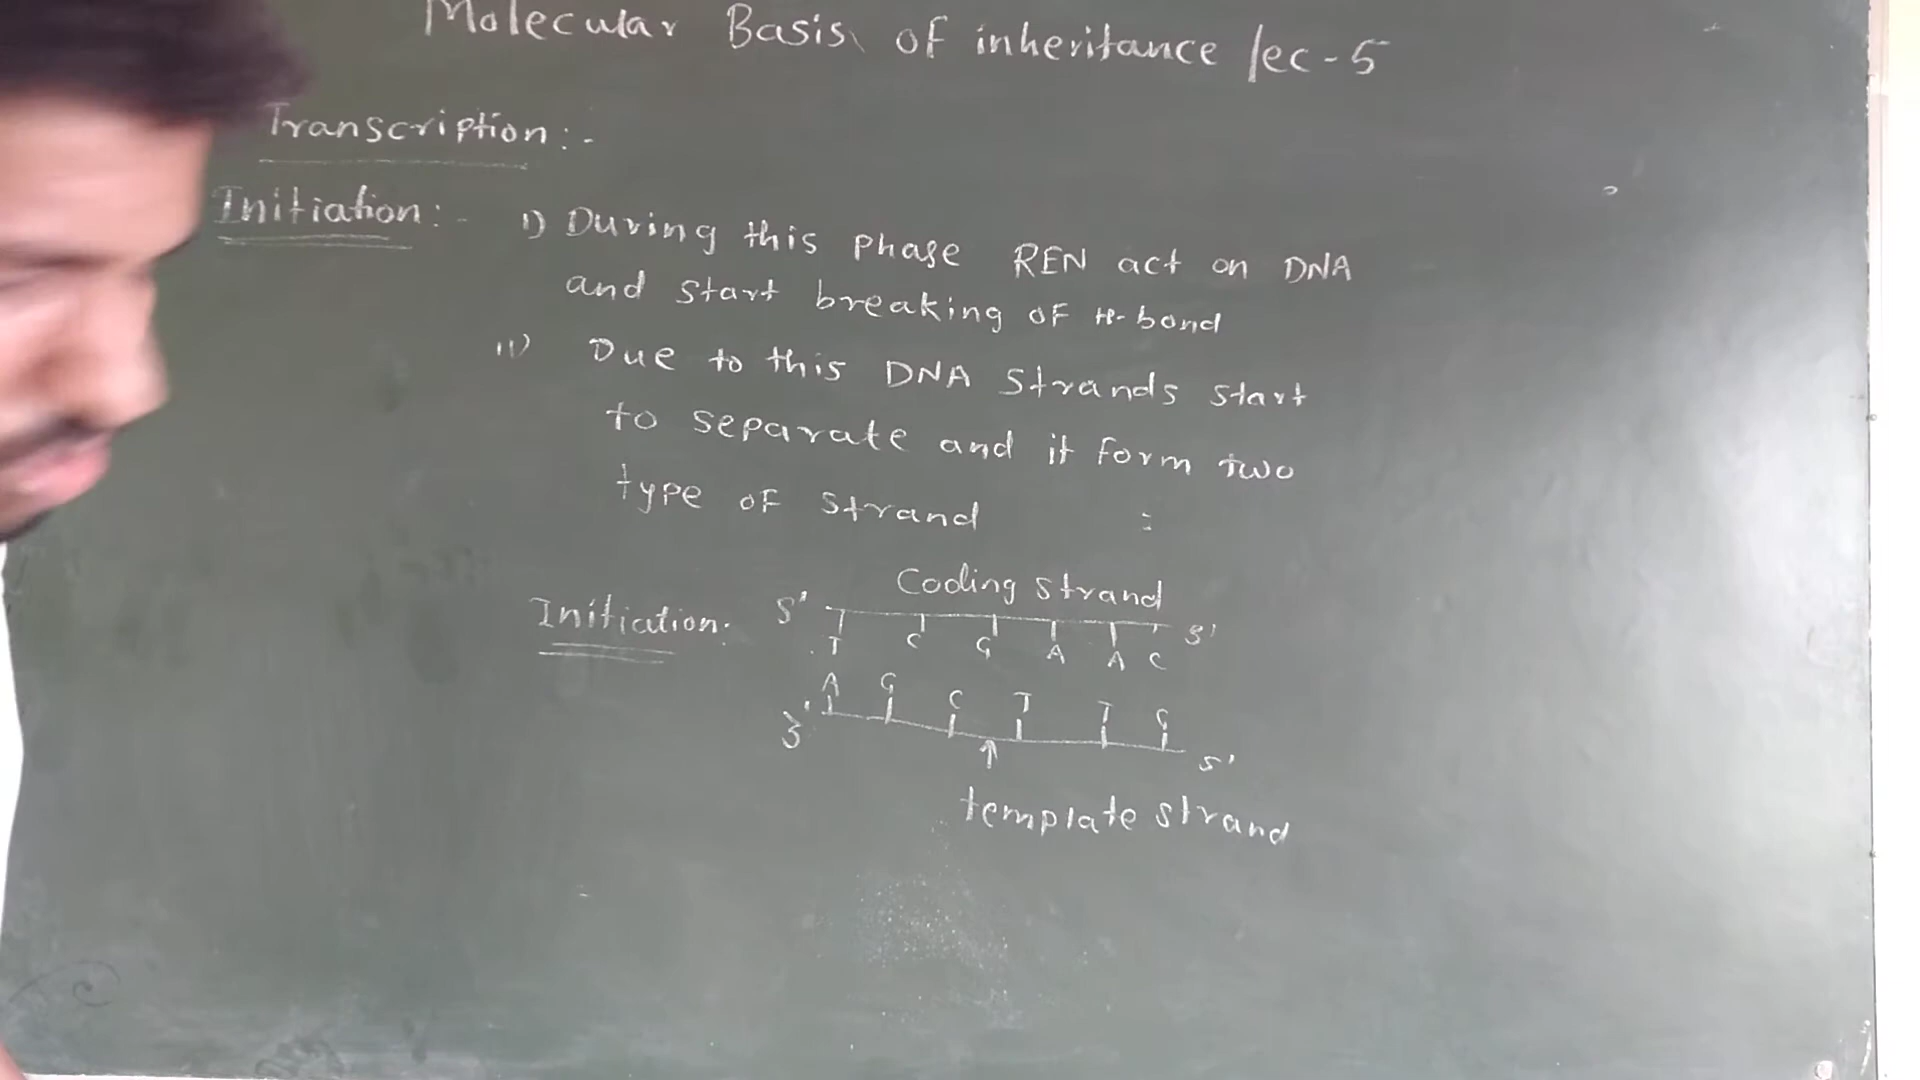 Molecular Basis of inheritance lec-5
Transcription:-
Initiation:- i) During this phase REN act on DNA
and start breaking of H-bond
ii) Due to this DNA Strands start
to separate and it form two
type of strand :
Coding strand
Initiation. 5' 3'
T C G A A C
A G C T T G
3' 5'
template strand